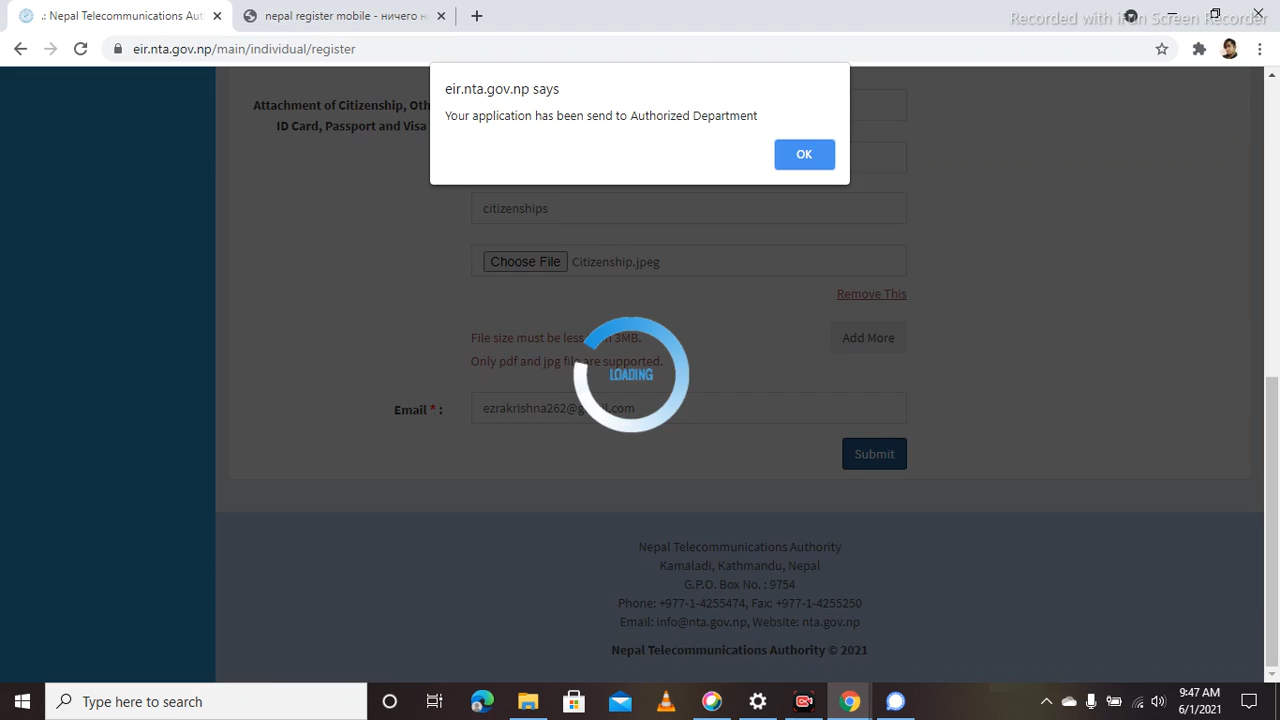 .: Nepal Telecommunications Aut
nepal register mobile - ничего н
Recorded with iFun Screen Recorder
eir.nta.gov.np/main/individual/register
eir.nta.gov.np says
Your application has been send to Authorized Department
OK
Attachment of Citizenship, Oth
ID Card, Passport and Visa
citizenships
Choose File Citizenship.jpeg
Remove This
File size must be less 3MB.
Only pdf and jpg file are supported.
Add More
LOADING
Email * :
ezrakrishna262@g il.com
Submit
Nepal Telecommunications Authority
Kamaladi, Kathmandu, Nepal
G.P.O. Box No. : 9754
Phone: +977-1-4255474, Fax: +977-1-4255250
Email: info@nta.gov.np, Website: nta.gov.np
Nepal Telecommunications Authority © 2021
Type here to search
9:47 AM
6/1/2021